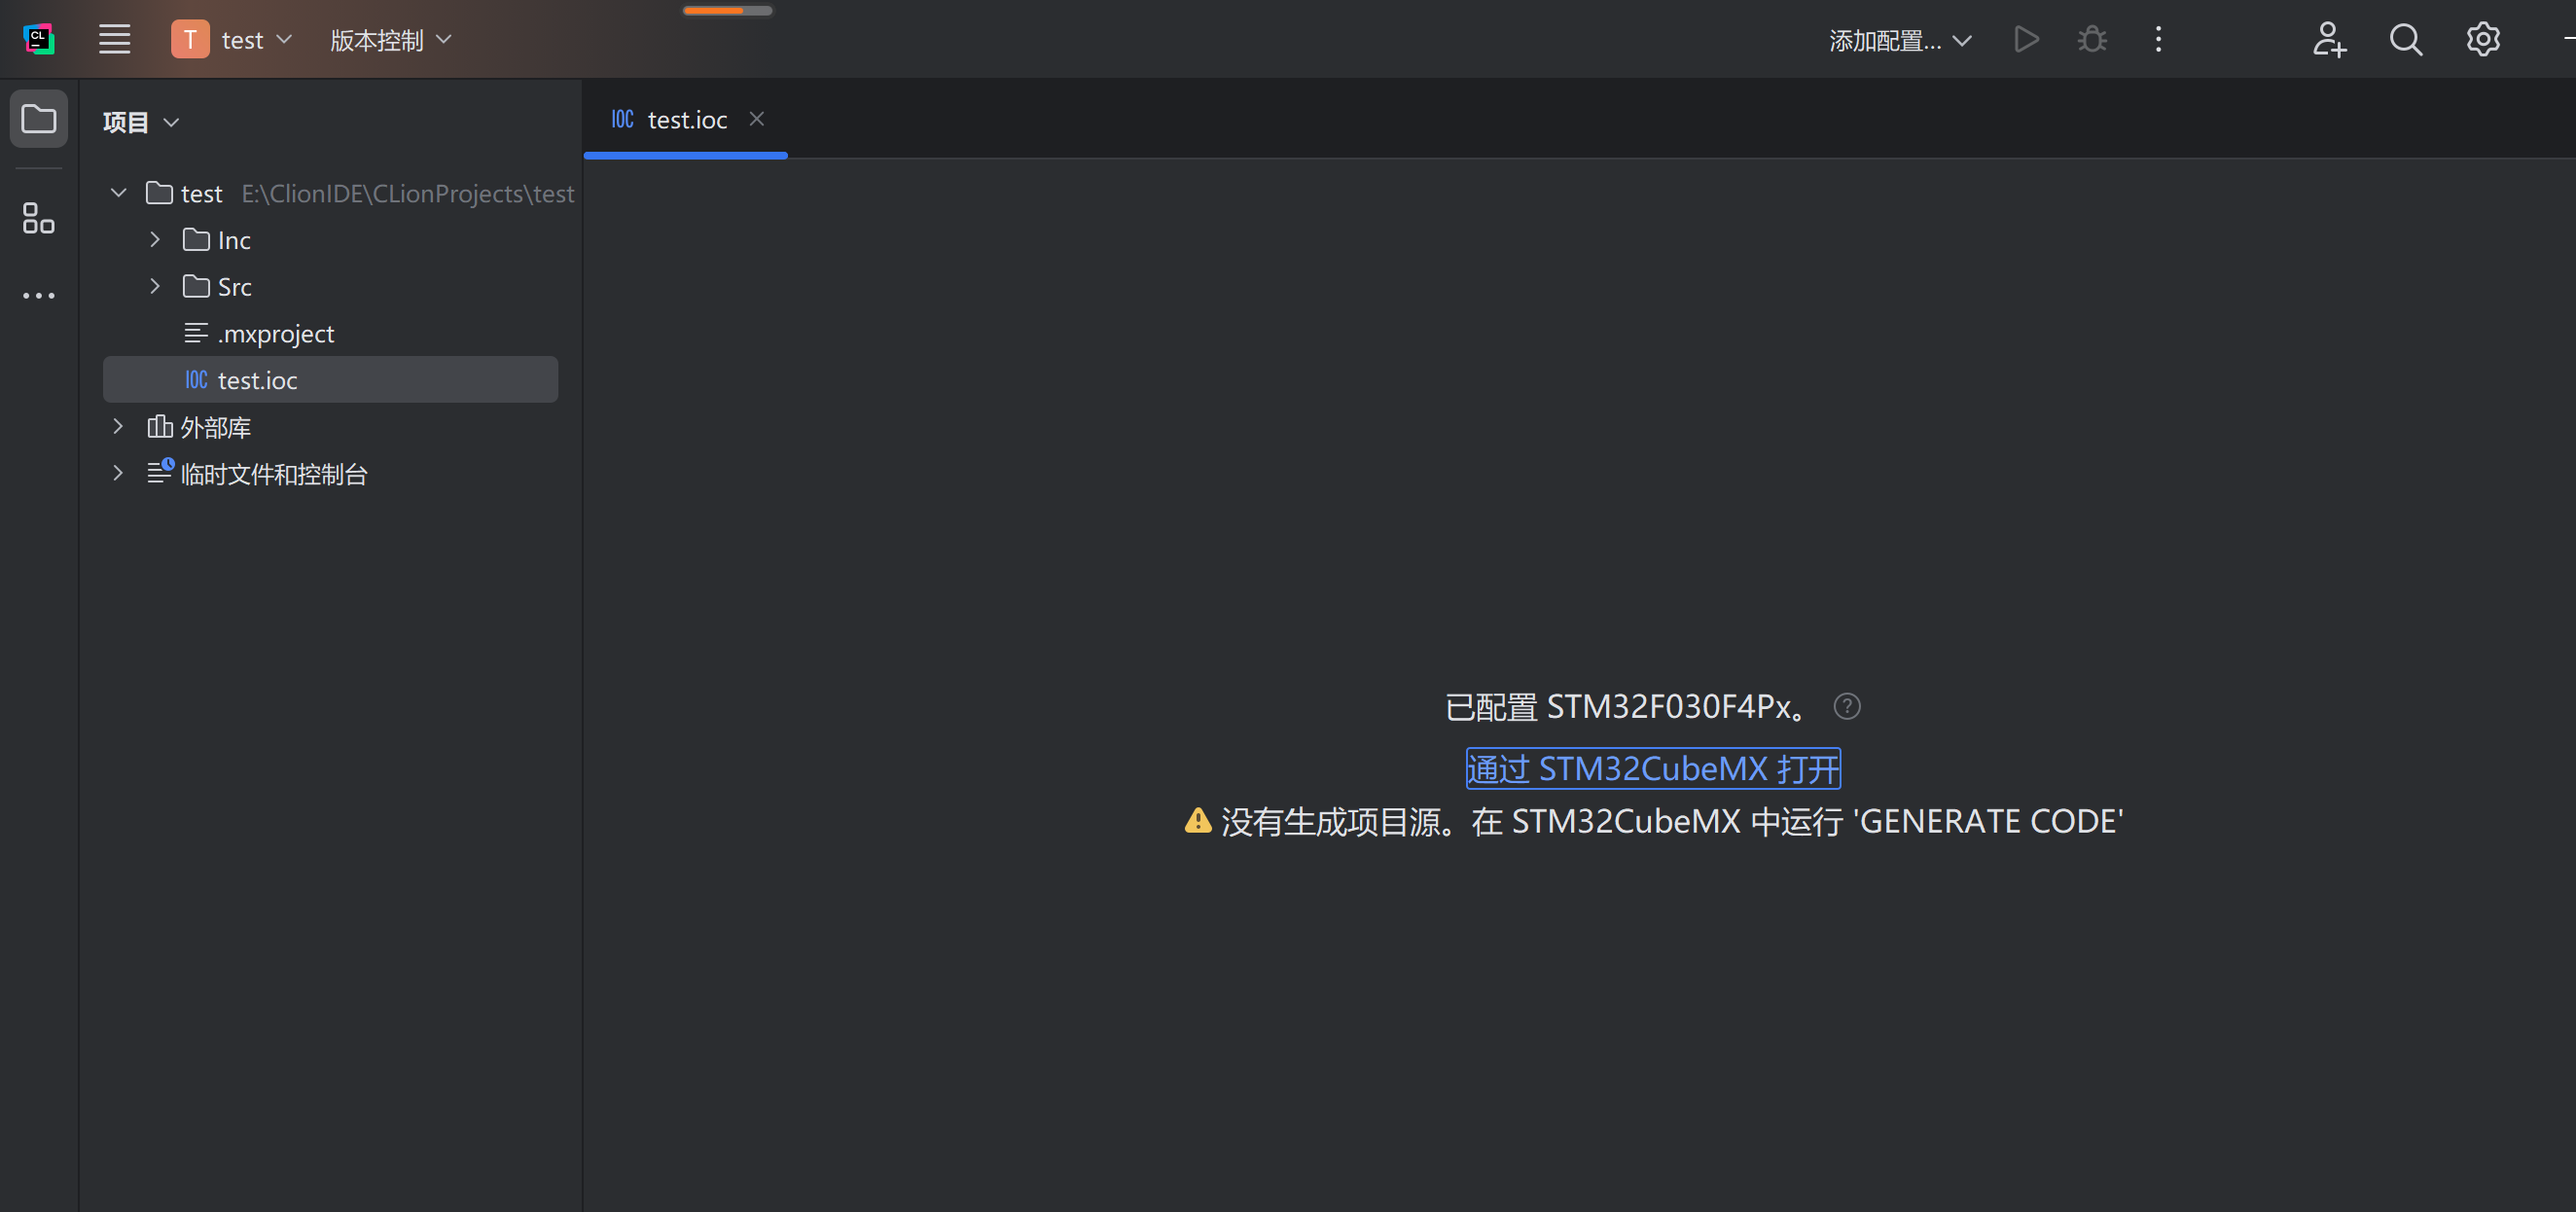 CL
T test 版本控制
添加配置...
项目
IOC test.ioc
test E:\ClionIDE\CLionProjects\test
Inc
Src
.mxproject
IOC test.ioc
外部库
临时文件和控制台
已配置 STM32F030F4Px。 ?
通过 STM32CubeMX 打开
没有生成项目源。在 STM32CubeMX 中运行 'GENERATE CODE'